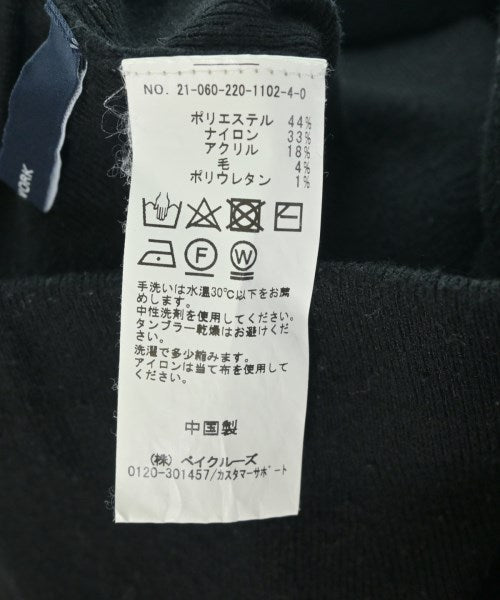 YORK
NO. 21-060-220-1102-4-0
ポリエステル 44%
ナイロン 33%
アクリル 18%
毛 4%
ポリウレタン 1%
F W
手洗いは水温30℃以下をお薦
めします。
中性洗剤を使用してください。
タンブラー乾燥はお避けくだ
さい。
洗濯で多少縮みます。
アイロンは当て布を使用して
ください。
中国製
(株) ベイクルーズ
0120-301457/カスタマーサポート